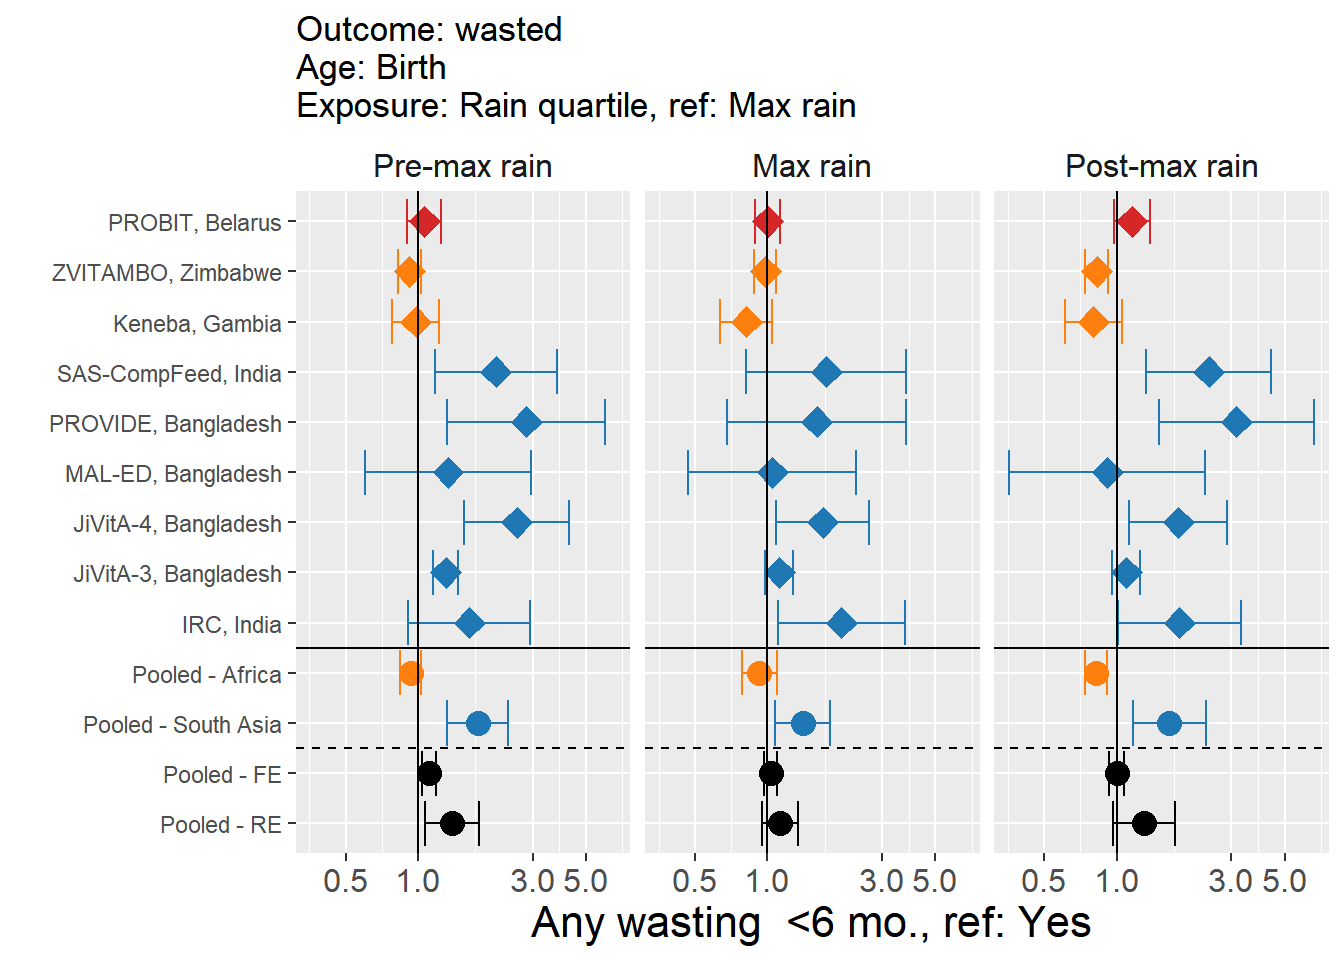 Outcome: wasted
Age: Birth
Exposure: Rain quartile, ref: Max rain
Pre-max rain Max rain Post-max rain
PROBIT, Belarus
ZVITAMBO, Zimbabwe
Keneba, Gambia
SAS-CompFeed, India
PROVIDE, Bangladesh
MAL-ED, Bangladesh
JiVitA-4, Bangladesh
JiVitA-3, Bangladesh
IRC, India
Pooled - Africa
Pooled - South Asia
Pooled - FE
Pooled - RE
0.5 1.0 3.0 5.0 0.5 1.0 3.0 5.0 0.5 1.0 3.0 5.0
Any wasting  <6 mo., ref: Yes